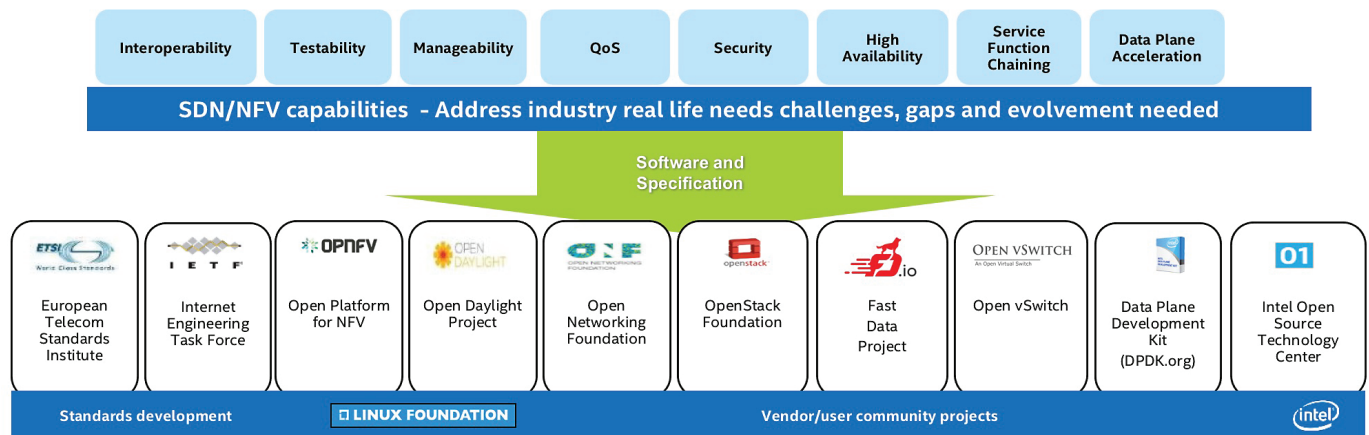 Interoperability
Testability
Manageability
QoS
Security
High
Availability
Service
Function
Chaining
Data Plane
Acceleration
SDN/NFV capabilities - Address industry real life needs challenges, gaps and evolvement needed
Software and
Specification
ETSI
World Class Standards
European
Telecom
Standards
Institute
I E T F®
Internet
Engineering
Task Force
OPNFV
Open Platform
for NFV
OPEN
DAYLIGHT
Open Daylight
Project
ONF
OPEN NETWORKING
FOUNDATION
Open
Networking
Foundation
openstack
OpenStack
Foundation
FD.io
Fast
Data
Project
OPEN VSWITCH
An Open Virtual Switch
Open vSwitch
Data Plane
Development
Kit
(DPDK.org)
01
Intel Open
Source
Technology
Center
Standards development
LINUX FOUNDATION
Vendor/user community projects
intel